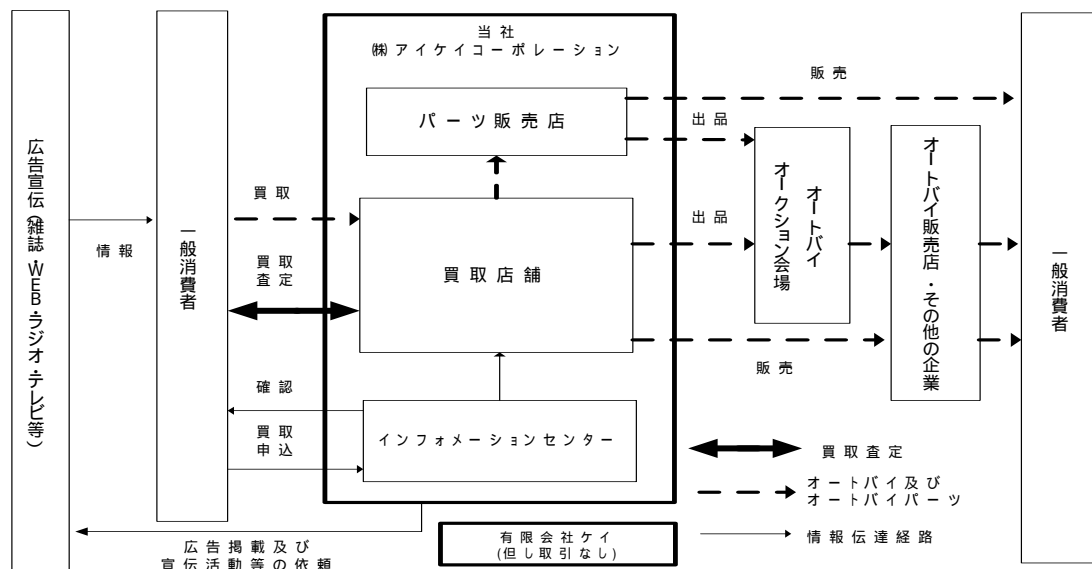 広告宣伝(雑誌・WEB・ラジオ・テレビ等)
情報
一般消費者
買取
買取
査定
確認
買取
申込
当社
㈱アイケイコーポレーション
パーツ販売店
買取店舗
インフォメーションセンター
販売
出品
出品
販売
オートバイ
オークション会場
オートバイ販売店・その他の企業
一般消費者
買取査定
オートバイ及び
オートバイパーツ
情報伝達経路
有限会社ケイ
(但し取引なし)
広告掲載及び
宣伝活動等の依頼